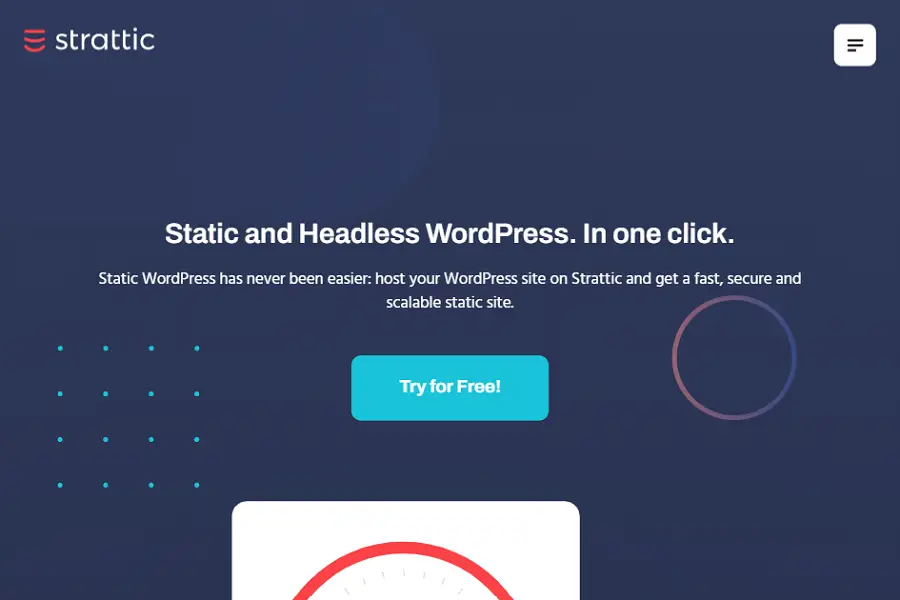 strattic
Static and Headless WordPress. In one click.
Static WordPress has never been easier: host your WordPress site on Strattic and get a fast, secure and
scalable static site.
Try for Free!